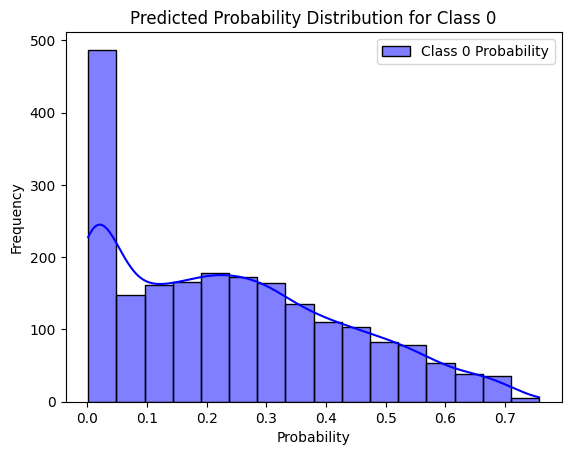 Predicted Probability Distribution for Class 0
Class 0 Probability
500
400
300
200
100
0
Frequency
0.0 0.1 0.2 0.3 0.4 0.5 0.6 0.7
Probability